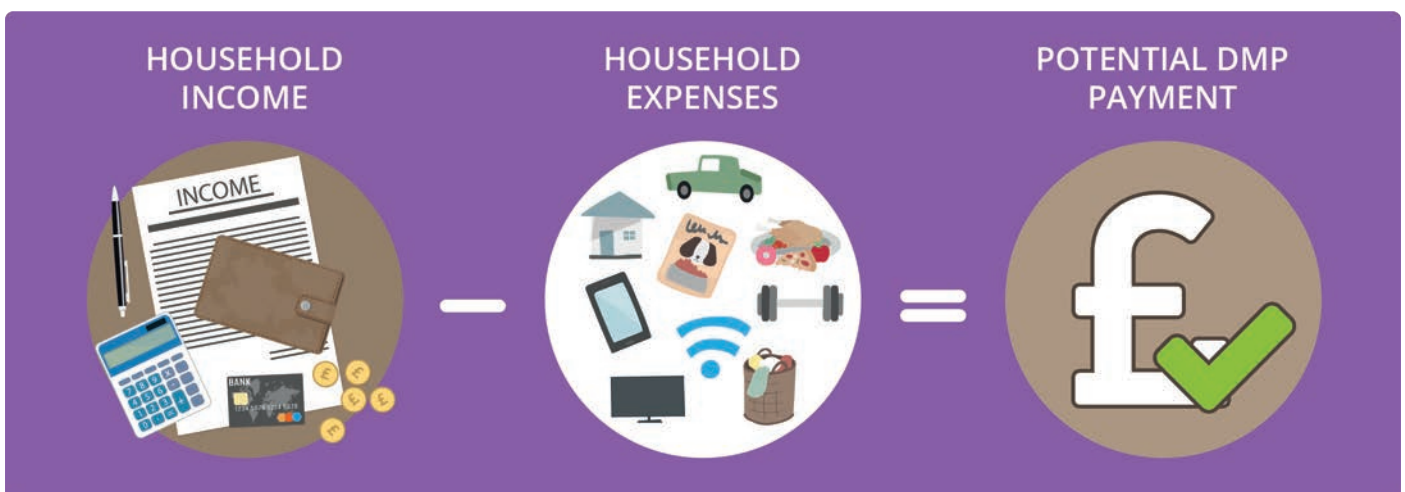 HOUSEHOLD
INCOME
HOUSEHOLD
EXPENSES
POTENTIAL DMP
PAYMENT
INCOME
BANK
£
£
£
£
£
£